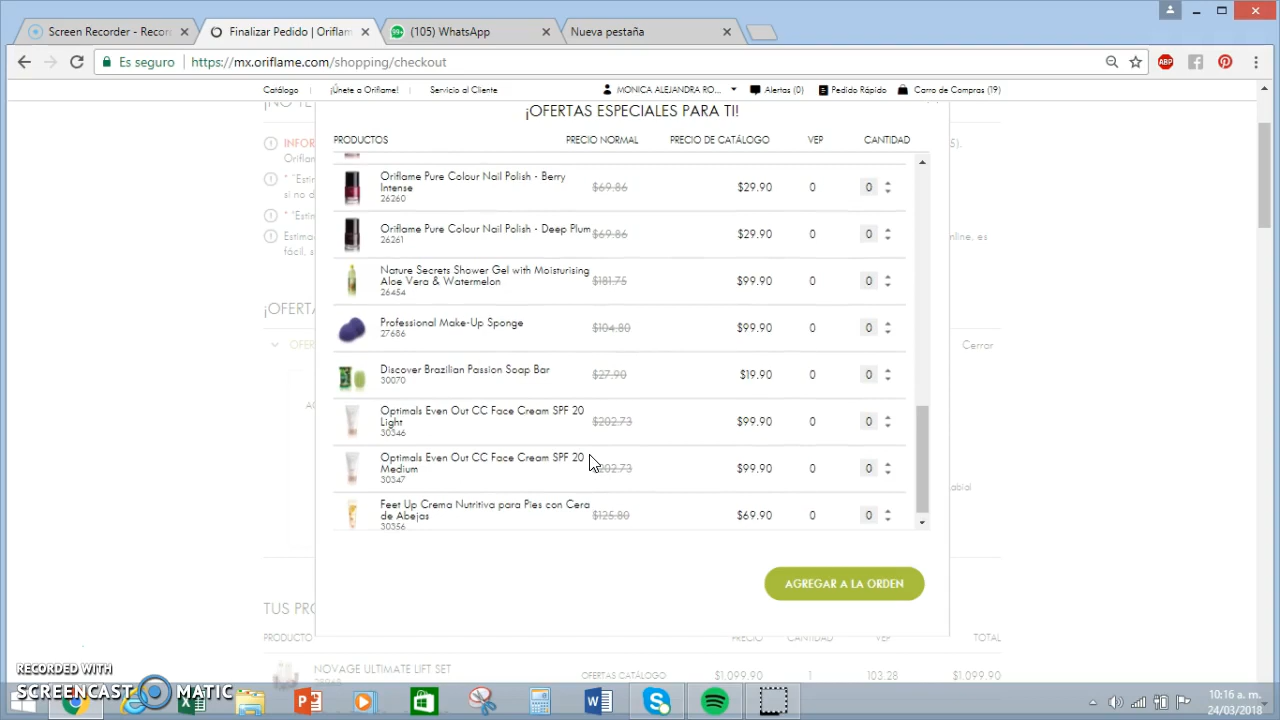 Screen Recorder - Recor
Finalizar Pedido | Oriflam
(105) WhatsApp
Nueva pestaña
Es seguro
https://mx.oriflame.com/shopping/checkout
Catálogo
¡Únete a Oriflame!
Servicio al Cliente
MONICA ALEJANDRA RO...
Alertas (0)
Pedido Rápido
Carro de Compras (19)
¡OFERTAS ESPECIALES PARA TI!
PRODUCTOS PRECIO NORMAL PRECIO DE CATÁLOGO VEP CANTIDAD
Oriflame Pure Colour Nail Polish - Berry
Intense
26260
$69.86 $29.90 0 0
Oriflame Pure Colour Nail Polish - Deep Plum
26261
$69.86 $29.90 0 0
Nature Secrets Shower Gel with Moisturising
Aloe Vera & Watermelon
26454
$181.75 $99.90 0 0
Professional Make-Up Sponge
27686
$104.80 $99.90 0 0
Discover Brazilian Passion Soap Bar
30070
$27.90 $19.90 0 0
Optimals Even Out CC Face Cream SPF 20
Light
30346
$202.73 $99.90 0 0
Optimals Even Out CC Face Cream SPF 20
Medium
30347
$202.73 $99.90 0 0
Feet Up Crema Nutritiva para Pies con Cera
de Abejas
30356
$125.80 $69.90 0 0
AGREGAR A LA ORDEN
Cerror
TUS PR
PRODUCTO PRECIO CANTIDAD VEP TOTAL
NOVAGE ULTIMATE LIFT SET
OFERTAS CATÁLOGO $1,099.90 1 103.28 $1,099.90
RECORDED WITH
SCREENCAST MATIC
10:16 a. m.
24/03/2018